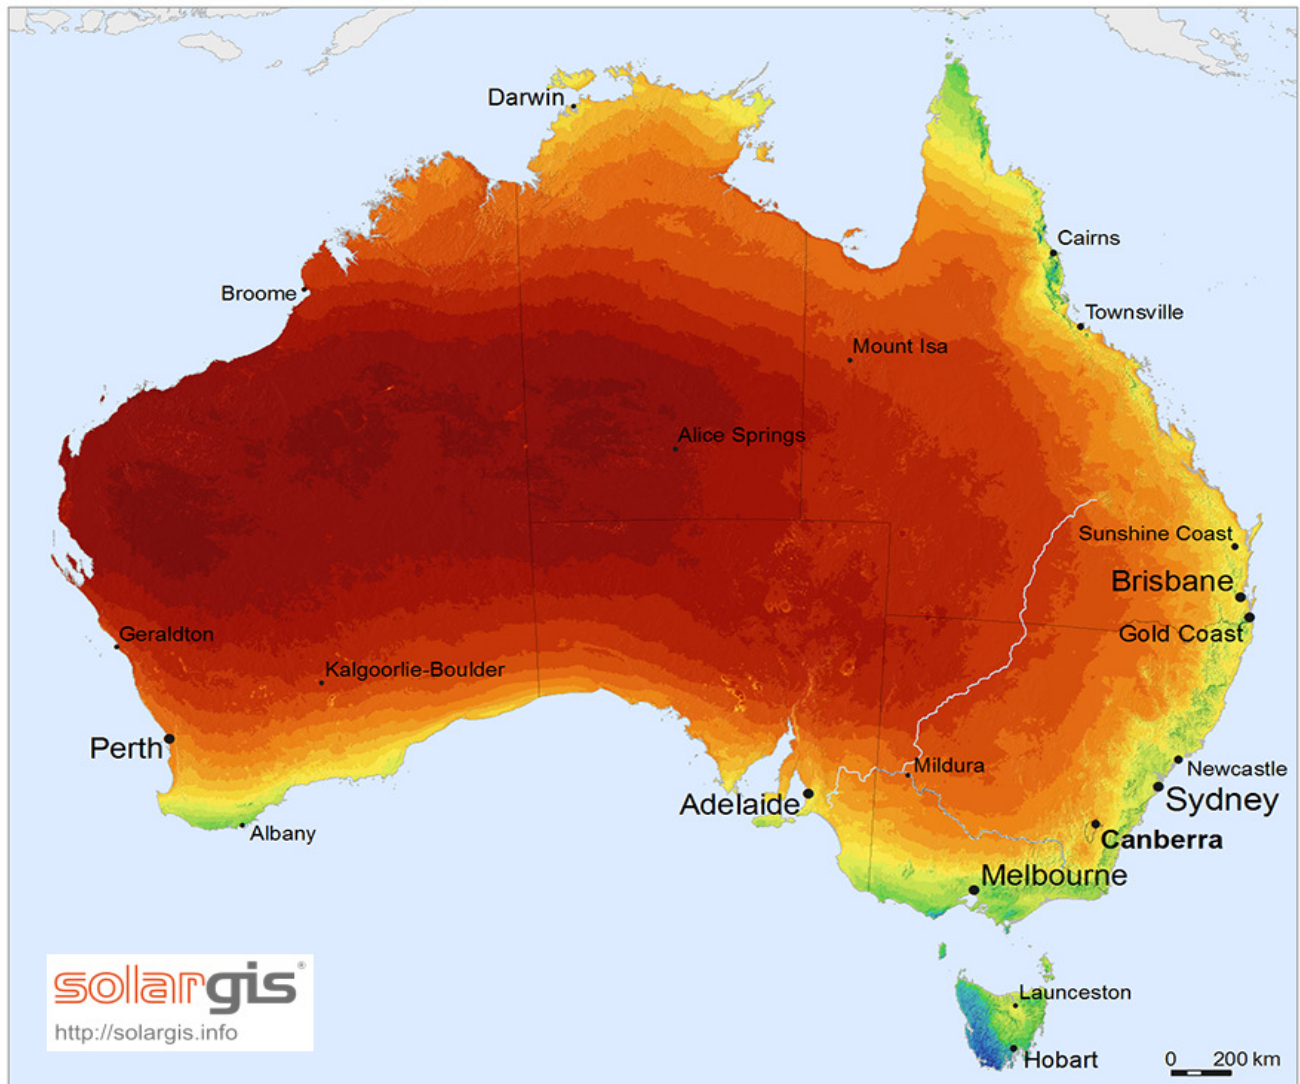 Darwin
Cairns
Broome
Townsville
Mount Isa
Alice Springs
Sunshine Coast
Brisbane
Gold Coast
Geraldton
Kalgoorlie-Boulder
Perth
Mildura
Newcastle
Adelaide
Sydney
Albany
Canberra
Melbourne
solargis®
http://solargis.info
Launceston
Hobart
0 200 km